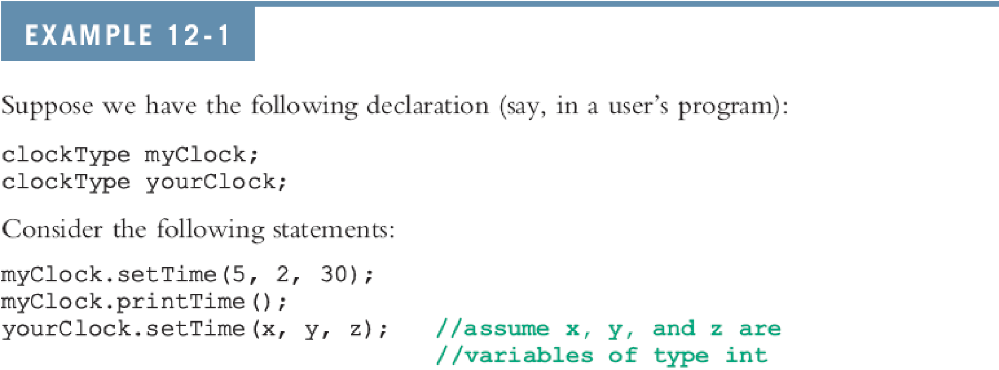 EXAMPLE 12-1
Suppose we have the following declaration (say, in a user's program):
clockType myClock;
clockType yourClock;
Consider the following statements:
myClock.setTime(5, 2, 30);
myClock.printTime();
yourClock.setTime(x, y, z);   //assume x, y, and z are
//variables of type int